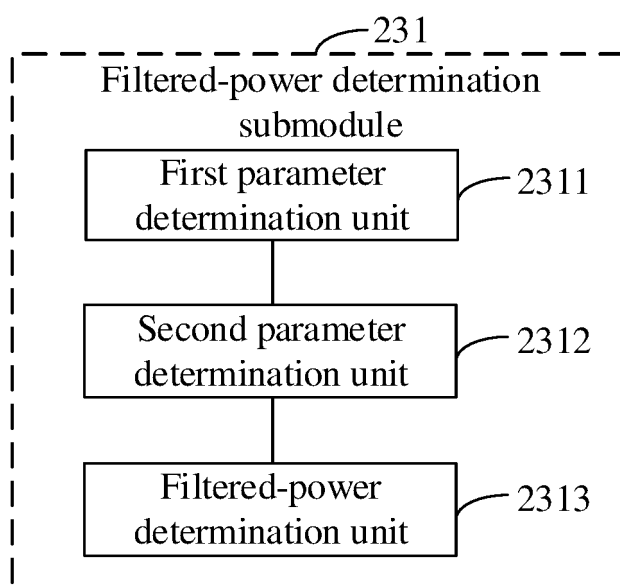 231
Filtered-power determination
submodule
First parameter
determination unit
2311
Second parameter
determination unit
2312
Filtered-power
determination unit
2313